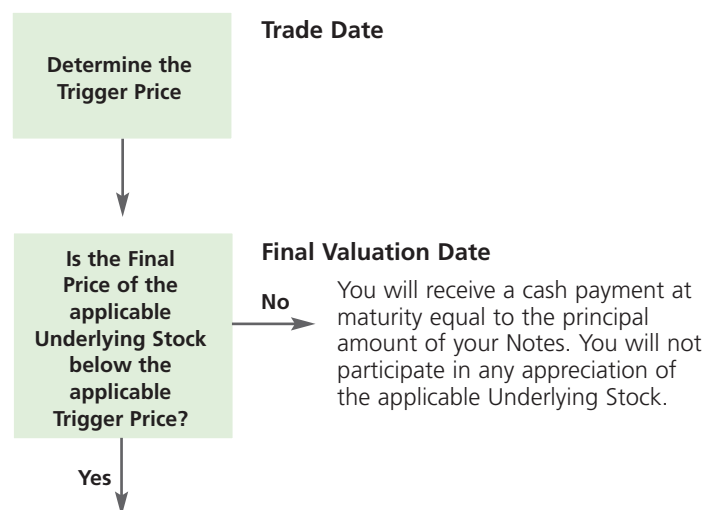 Trade Date
Determine the
Trigger Price
Final Valuation Date
Is the Final
Price of the
applicable
Underlying Stock
below the
applicable
Trigger Price?
No
You will receive a cash payment at
maturity equal to the principal
amount of your Notes. You will not
participate in any appreciation of
the applicable Underlying Stock.
Yes